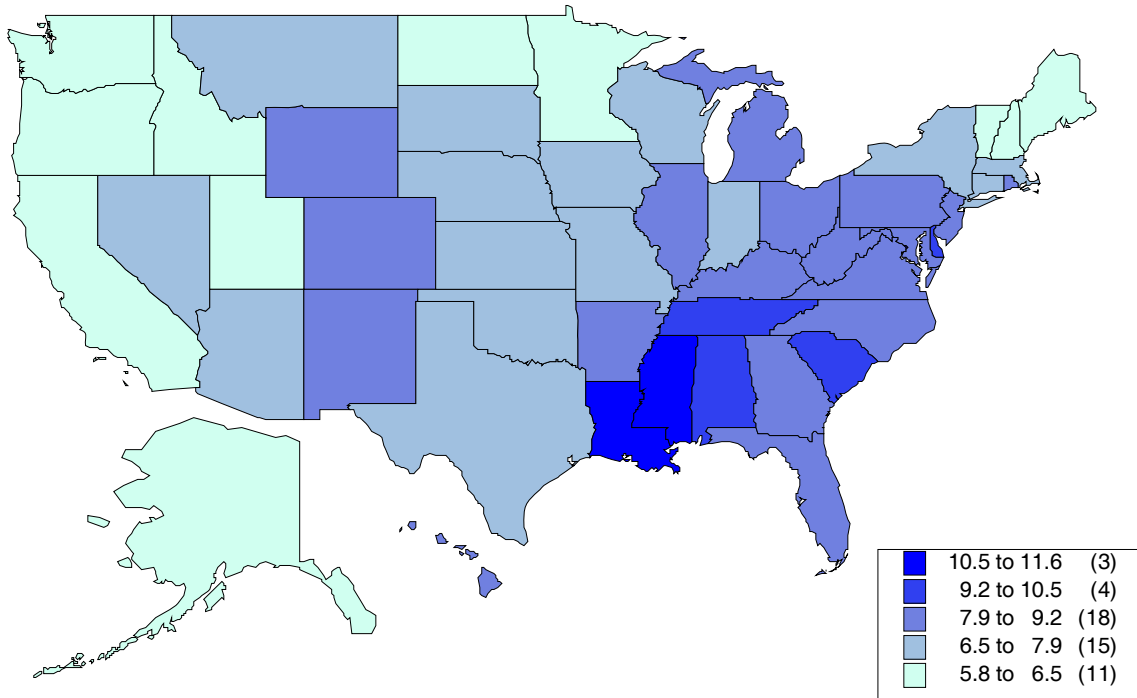 10.5 to 11.6 (3)
9.2 to 10.5 (4)
7.9 to 9.2 (18)
6.5 to 7.9 (15)
5.8 to 6.5 (11)